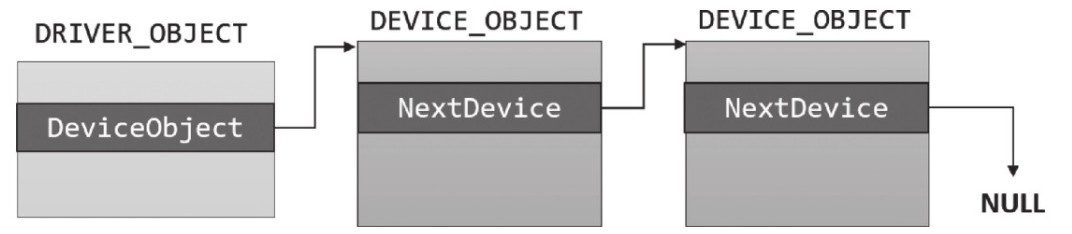 DRIVER_OBJECT
DEVICE_OBJECT
DEVICE_OBJECT
DeviceObject
NextDevice
NextDevice
NULL